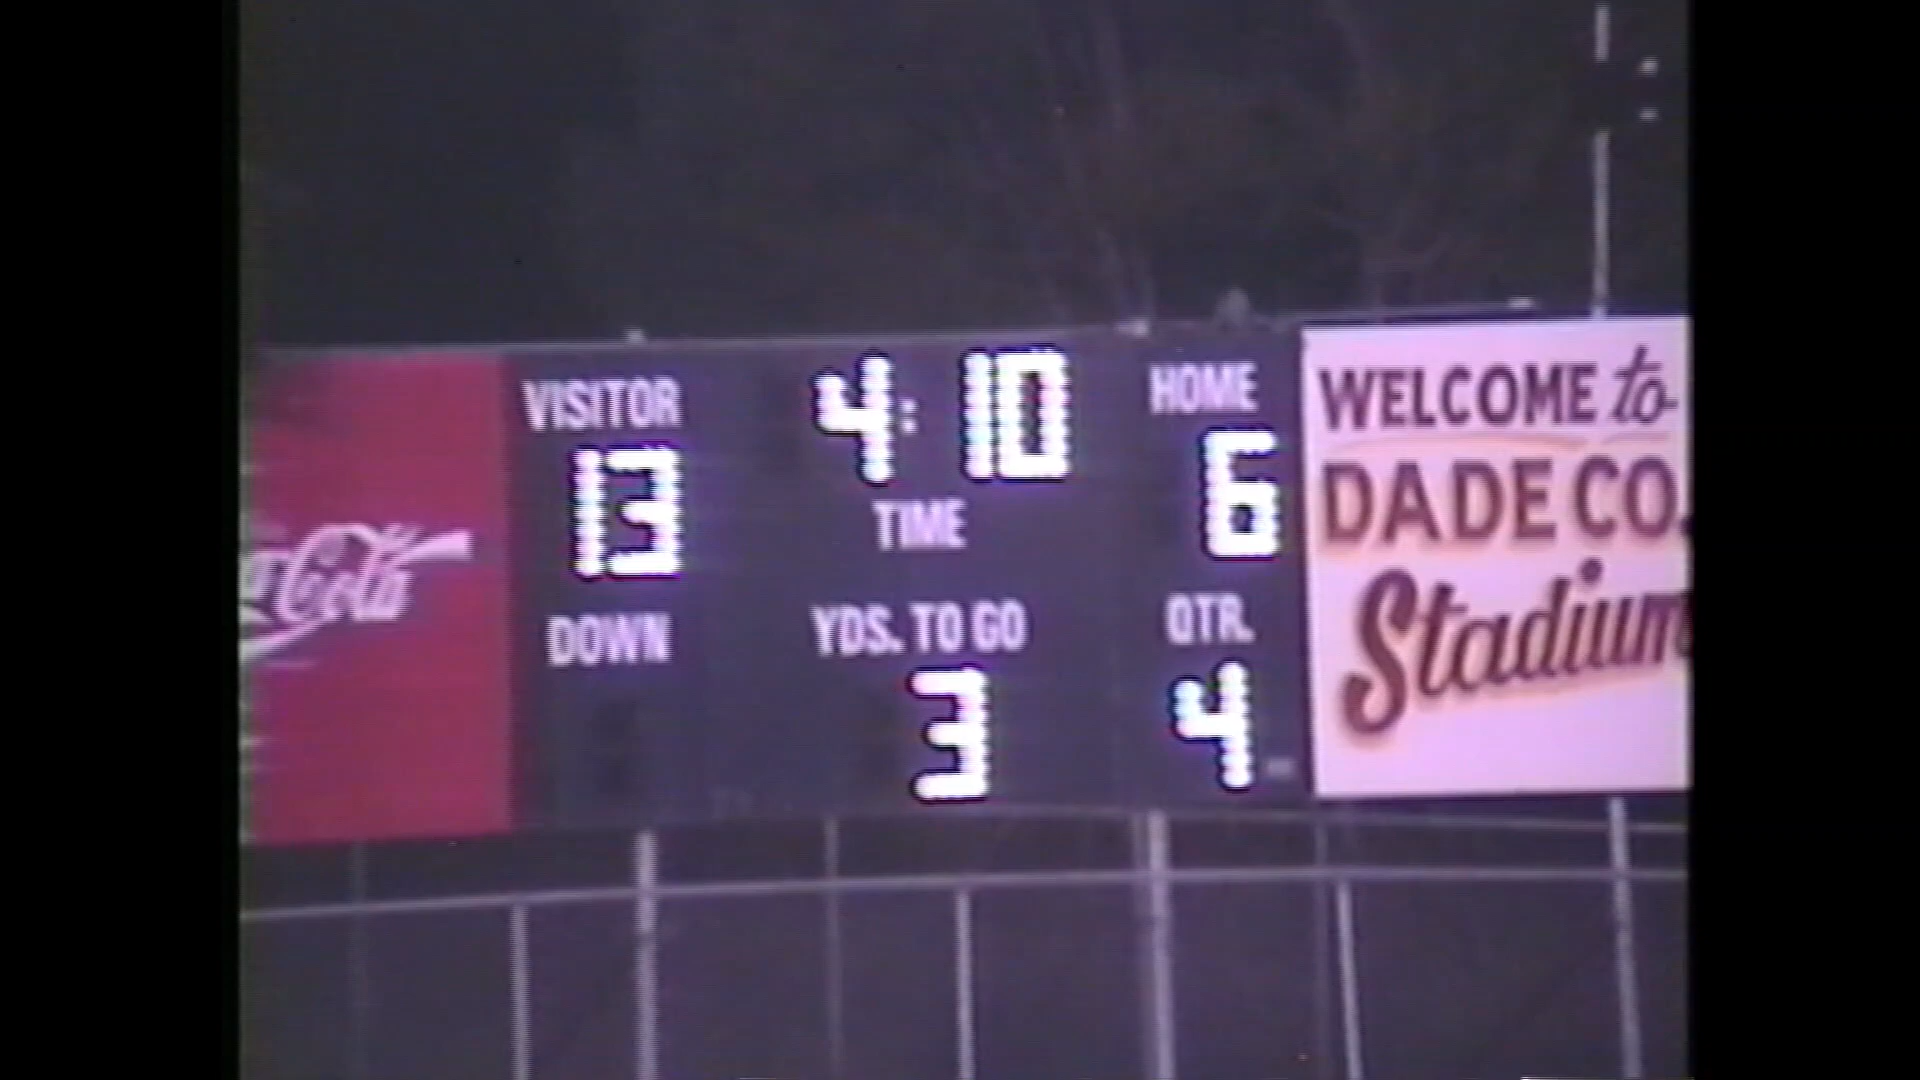 VISITOR 4:10 HOME
13 TIME 6
DOWN YDS. TO GO QTR.
3 4
Cola
WELCOME to
DADE CO.
Stadium